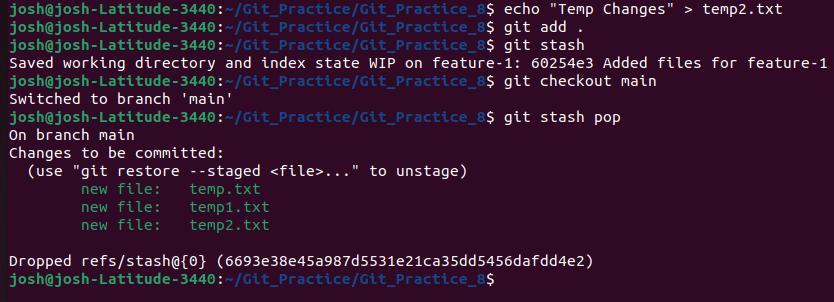 josh@josh-Latitude-3440:~/Git_Practice/Git_Practice_8$ echo "Temp Changes" > temp2.txt
josh@josh-Latitude-3440:~/Git_Practice/Git_Practice_8$ git add .
josh@josh-Latitude-3440:~/Git_Practice/Git_Practice_8$ git stash
Saved working directory and index state WIP on feature-1: 60254e3 Added files for feature-1
josh@josh-Latitude-3440:~/Git_Practice/Git_Practice_8$ git checkout main
Switched to branch 'main'
josh@josh-Latitude-3440:~/Git_Practice/Git_Practice_8$ git stash pop
On branch main
Changes to be committed:
  (use "git restore --staged <file>..." to unstage)
        new file:   temp.txt
        new file:   temp1.txt
        new file:   temp2.txt

Dropped refs/stash@{0} (6693e38e45a987d5531e21ca35dd5456dafdd4e2)
josh@josh-Latitude-3440:~/Git_Practice/Git_Practice_8$